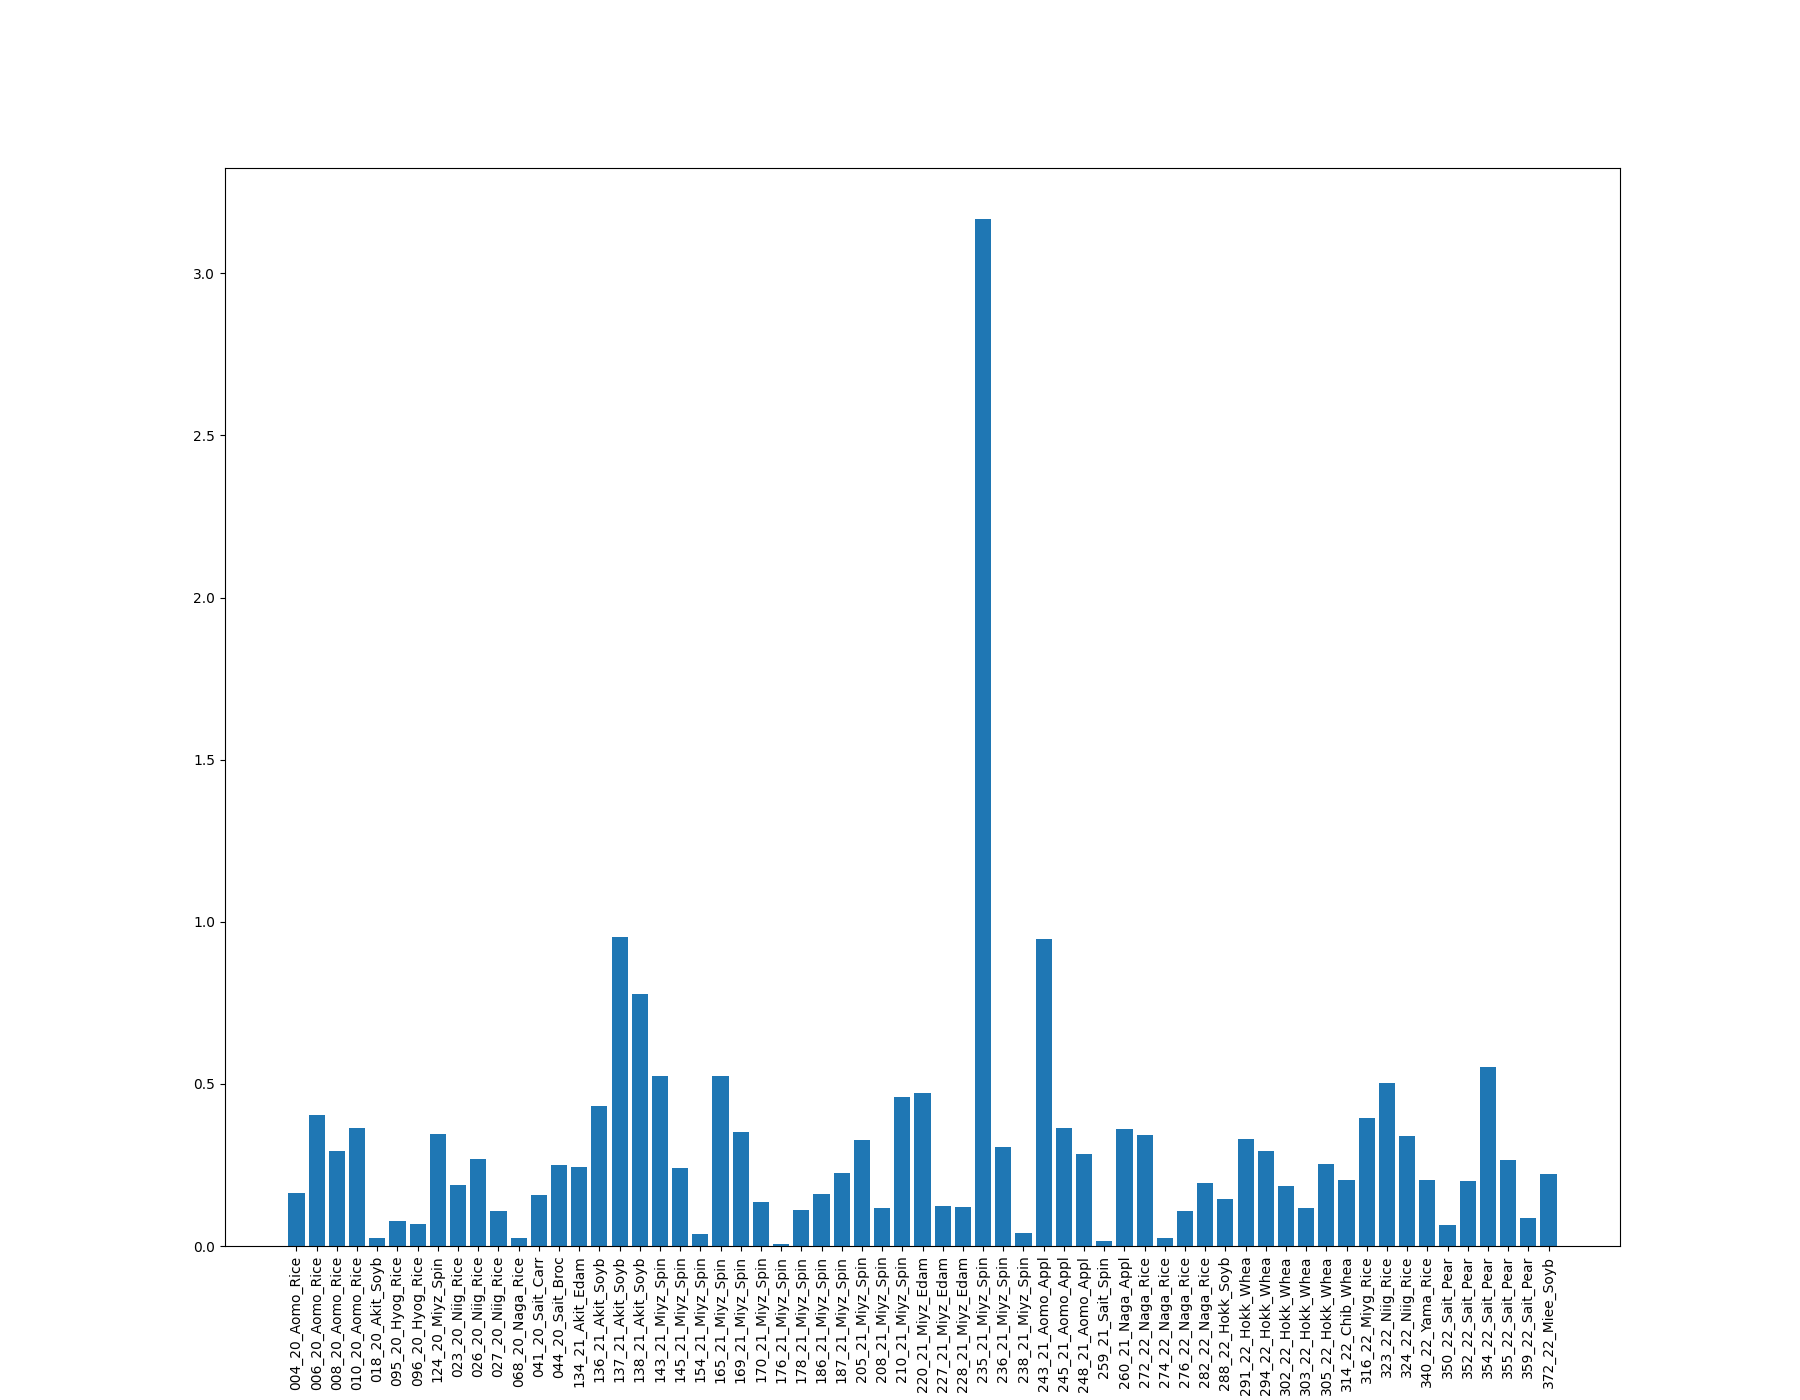 3.0
2.5
2.0
1.5
1.0
0.5
0.0
004_20_Aomo_Rice
006_20_Aomo_Rice
008_20_Aomo_Rice
010_20_Aomo_Rice
018_20_Akit_Soyb
095_20_Hyog_Rice
096_20_Hyog_Rice
124_20_Miyz_Spin
023_20_Niig_Rice
026_20_Niig_Rice
027_20_Niig_Rice
068_20_Naga_Rice
041_20_Sait_Carr
044_20_Sait_Broc
134_21_Akit_Edam
136_21_Akit_Soyb
137_21_Akit_Soyb
138_21_Akit_Soyb
143_21_Miyz_Spin
145_21_Miyz_Spin
154_21_Miyz_Spin
165_21_Miyz_Spin
169_21_Miyz_Spin
170_21_Miyz_Spin
176_21_Miyz_Spin
178_21_Miyz_Spin
186_21_Miyz_Spin
187_21_Miyz_Spin
205_21_Miyz_Spin
208_21_Miyz_Spin
210_21_Miyz_Spin
220_21_Miyz_Edam
227_21_Miyz_Edam
228_21_Miyz_Edam
235_21_Miyz_Spin
236_21_Miyz_Spin
238_21_Miyz_Spin
243_21_Aomo_Appl
245_21_Aomo_Appl
248_21_Aomo_Appl
259_21_Sait_Spin
260_21_Naga_Appl
272_22_Naga_Rice
274_22_Naga_Rice
276_22_Naga_Rice
282_22_Naga_Rice
288_22_Hokk_Soyb
291_22_Hokk_Whea
294_22_Hokk_Whea
302_22_Hokk_Whea
303_22_Hokk_Whea
305_22_Hokk_Whea
314_22_Chib_Whea
316_22_Miyg_Rice
323_22_Niig_Rice
324_22_Niig_Rice
340_22_Yama_Rice
350_22_Sait_Pear
352_22_Sait_Pear
354_22_Sait_Pear
355_22_Sait_Pear
359_22_Sait_Pear
372_22_Miee_Soyb